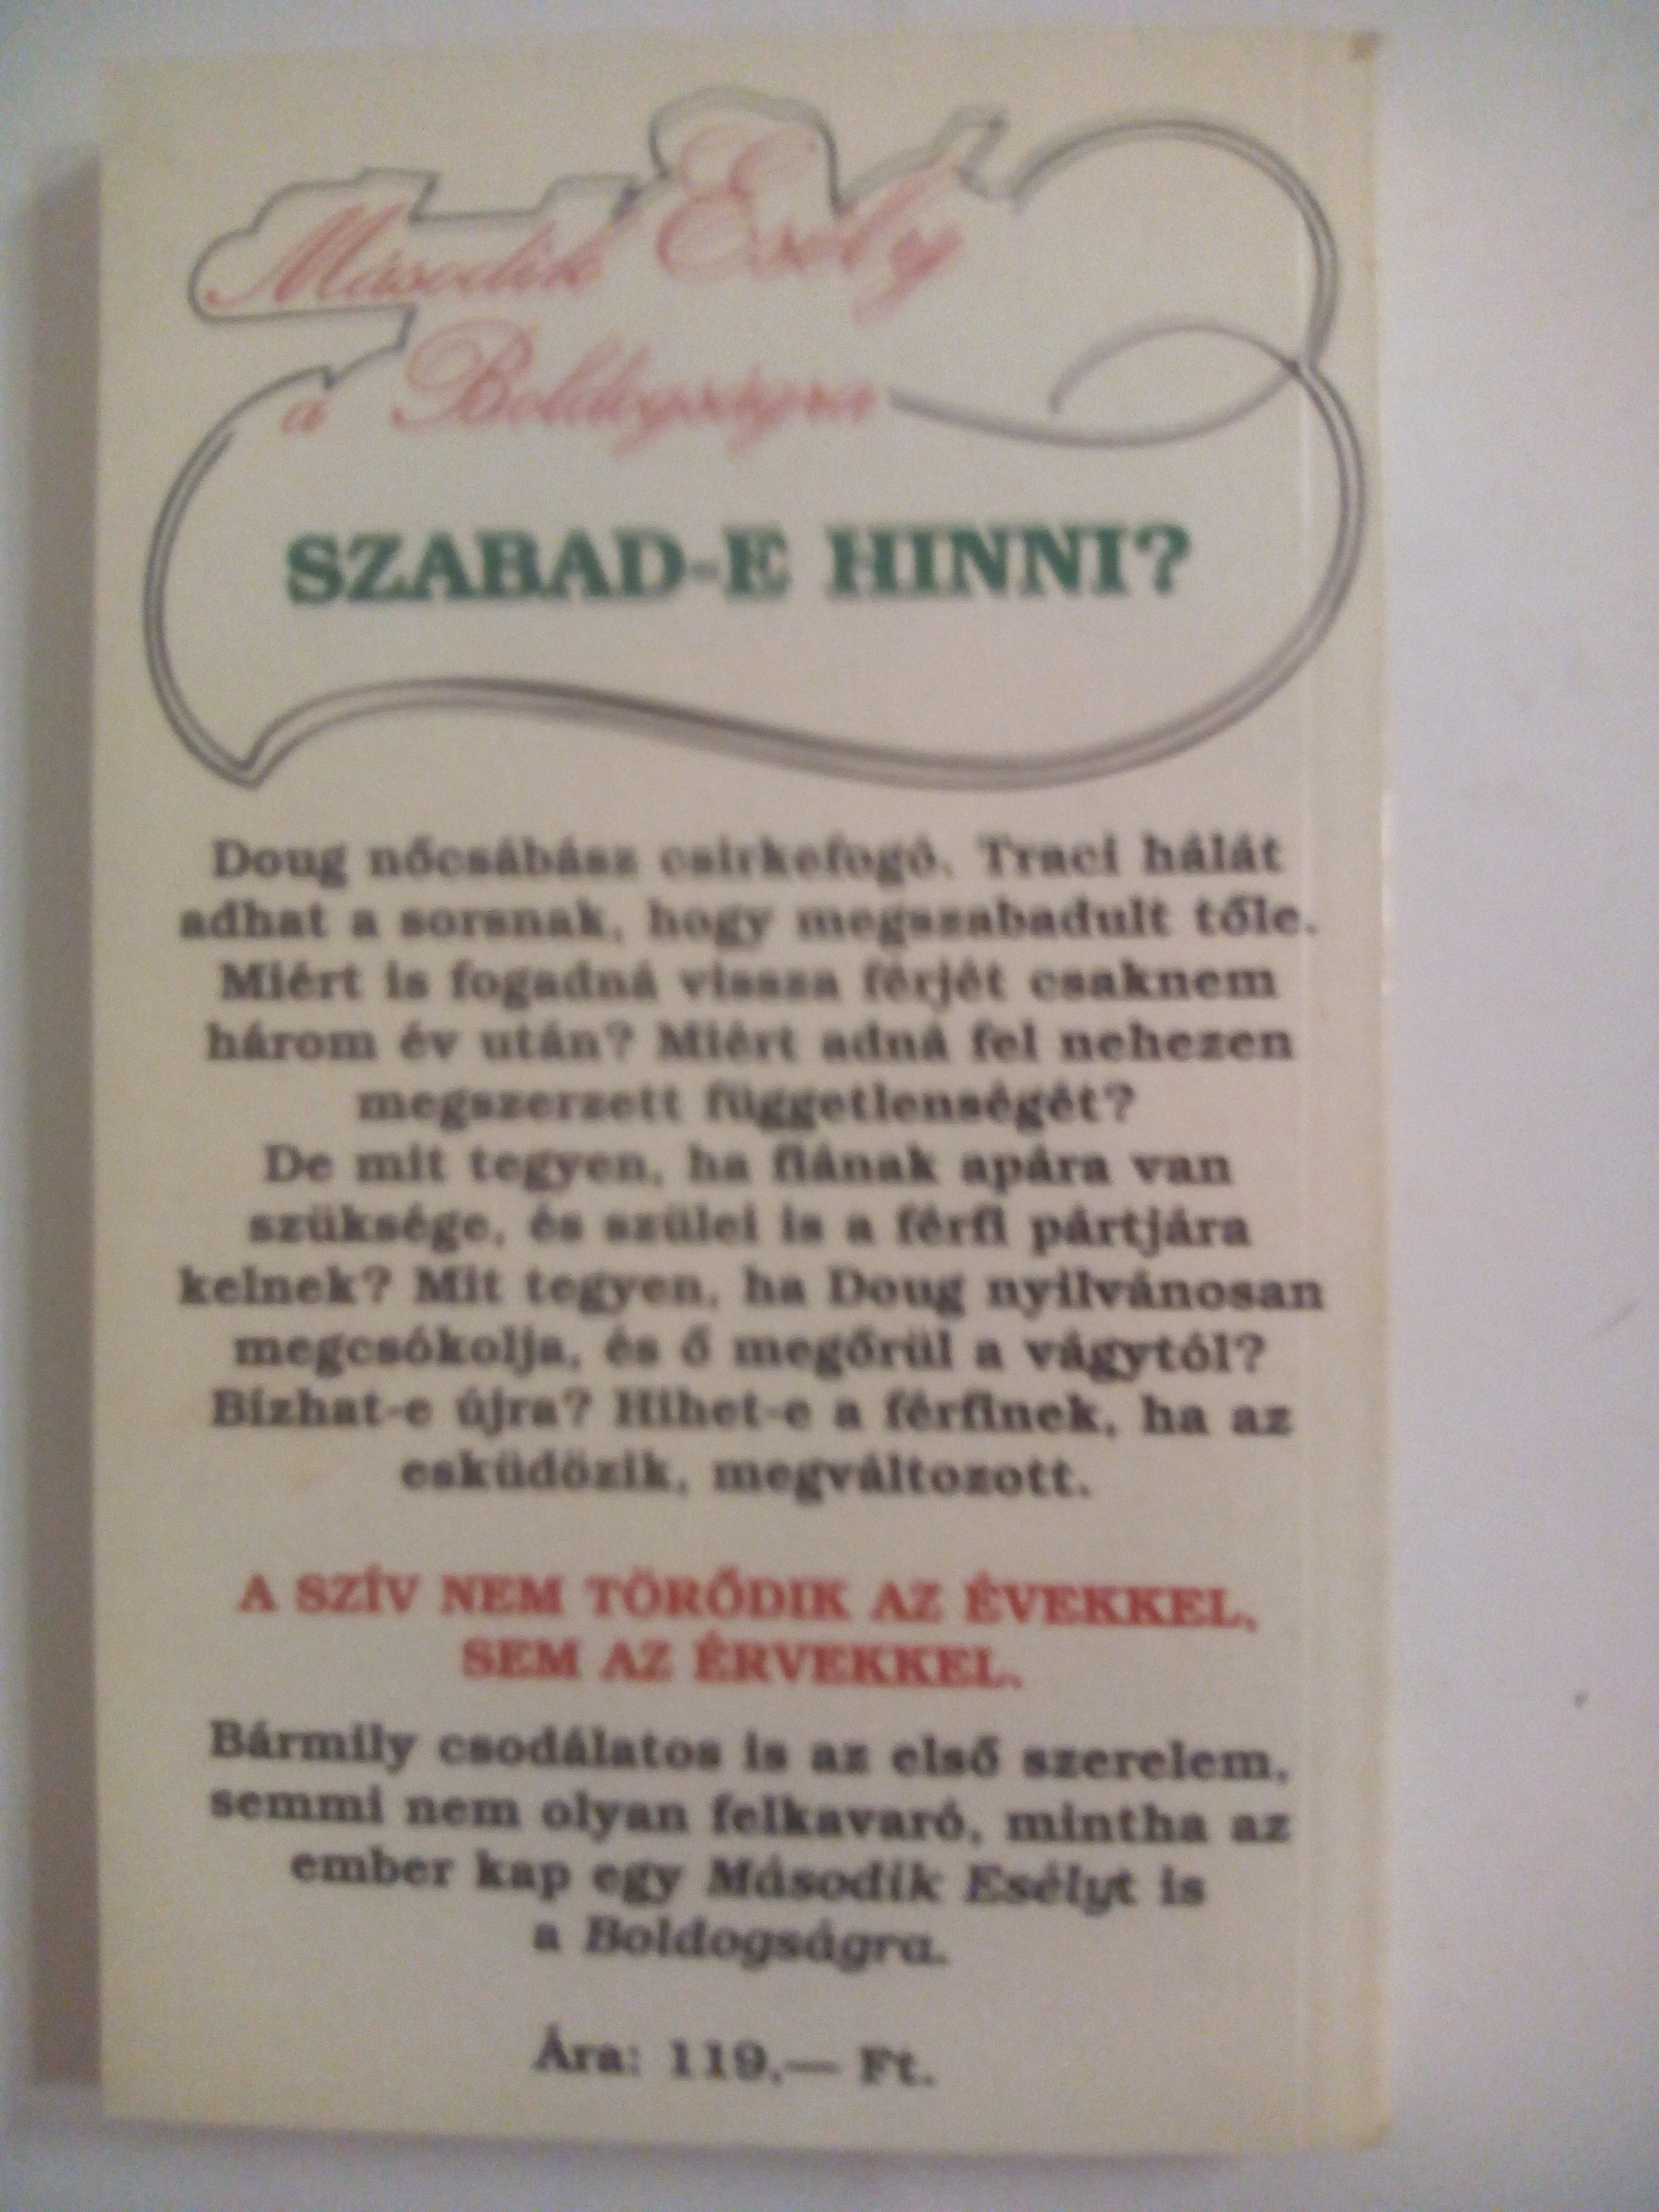 Második Esély
a Boldogságra
SZABAD-E HINNI?
Doug nőcsábász csirkefogó. Traci hálát
adhat a sorsnak, hogy megszabadult tőle.
Miért is fogadná vissza férjét csaknem
három év után? Miért adná fel nehezen
megszerzett függetlenségét?
De mit tegyen, ha fiának apára van
szüksége, és szülei is a férfi pártjára
kelnek? Mit tegyen, ha Doug nyilvánosan
megcsókolja, és ő megőrül a vágytól?
Bízhat-e újra? Hihet-e a férfinek, ha az
esküdözik, megváltozott.
A SZÍV NEM TÖRŐDIK AZ ÉVEKKEL,
SEM AZ ÉRVEKKEL.
Bármily csodálatos is az első szerelem,
semmi nem olyan felkavaró, mintha az
ember kap egy Második Esélyt is
a Boldogságra.
Ára: 119,— Ft.